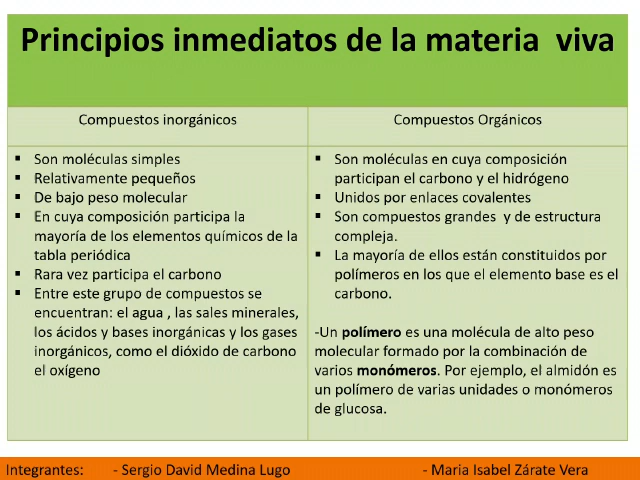 Principios inmediatos de la materia viva
Compuestos inorgánicos
▪ Son moléculas simples
▪ Relativamente pequeños
▪ De bajo peso molecular
▪ En cuya composición participa la
mayoría de los elementos químicos de la
tabla periódica
▪ Rara vez participa el carbono
▪ Entre este grupo de compuestos se
encuentran: el agua , las sales minerales,
los ácidos y bases inorgánicas y los gases
inorgánicos, como el dióxido de carbono
el oxígeno
Compuestos Orgánicos
▪ Son moléculas en cuya composición
participan el carbono y el hidrógeno
▪ Unidos por enlaces covalentes
▪ Son compuestos grandes y de estructura
compleja.
▪ La mayoría de ellos están constituidos por
polímeros en los que el elemento base es el
carbono.
-Un polímero es una molécula de alto peso
molecular formado por la combinación de
varios monómeros. Por ejemplo, el almidón es
un polímero de varias unidades o monómeros
de glucosa.
Integrantes: - Sergio David Medina Lugo - Maria Isabel Zárate Vera